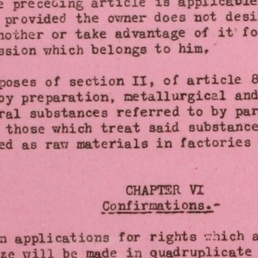 e preceding article is applicable
provided the owner does not desi
nother or take advantage of it fo
ssion which belongs to him.
poses of section II, of article 8
by preparation, metallurgical and
ral substances referred to by par
those which treat said substance
ed as raw materials in factories
CHAPTER VI
Confirmations.-
n applications for rights which a
ze will be made in quadruplicate